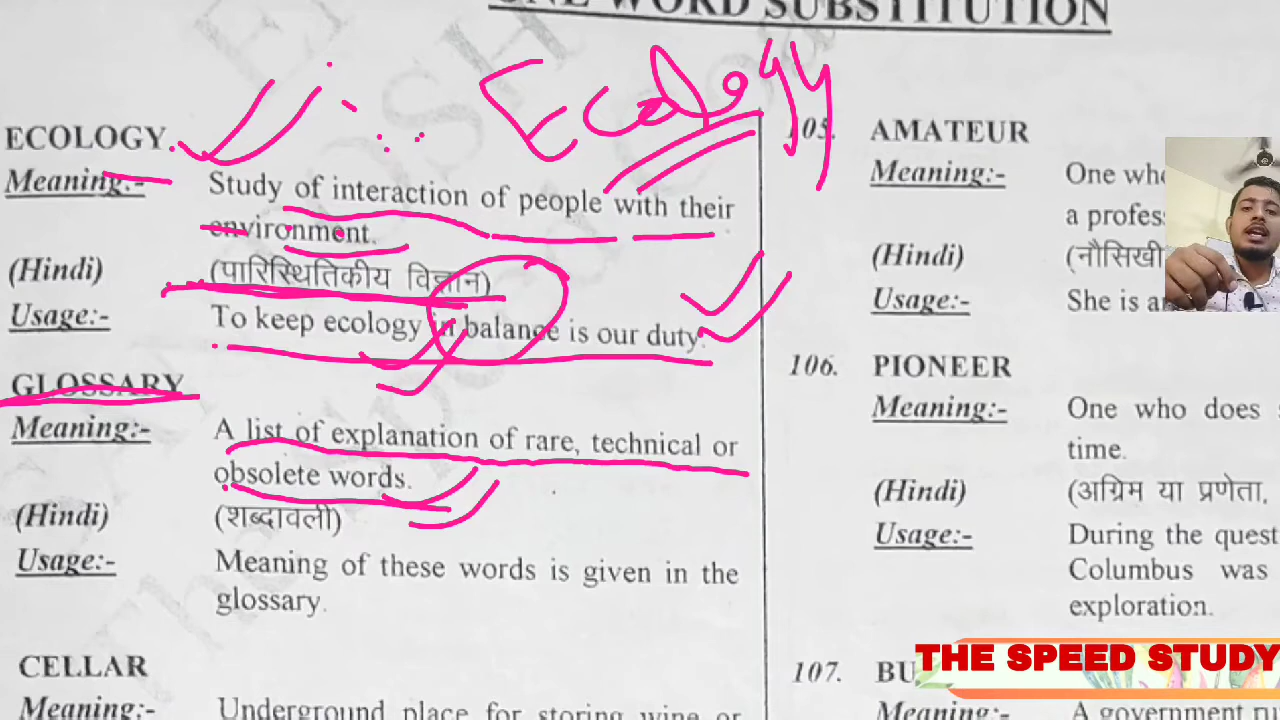 ONE WORD SUBSTITUTION
Ecology
ECOLOGY.
Meaning:-
Study of interaction of people with their
environment.
(Hindi)
(पारिस्थितिकीय विज्ञान)
Usage:-
To keep ecology in balance is our duty.
GLOSSARY
Meaning:-
A list of explanation of rare, technical or
obsolete words.
(Hindi)
(शब्दावली)
Usage:-
Meaning of these words is given in the
glossary.
CELLAR
Meaning:-
Underground place for storing wine or
105.
AMATEUR
Meaning:-
One who
a profes
(Hindi)
(नौसिखी
Usage:-
She is an
106.
PIONEER
Meaning:-
One who does
time.
(Hindi)
(अग्रिम या प्रणेता,
Usage:-
During the quest
Columbus was
exploration.
107.
BU
Meaning:-
A government
THE SPEED STUDY